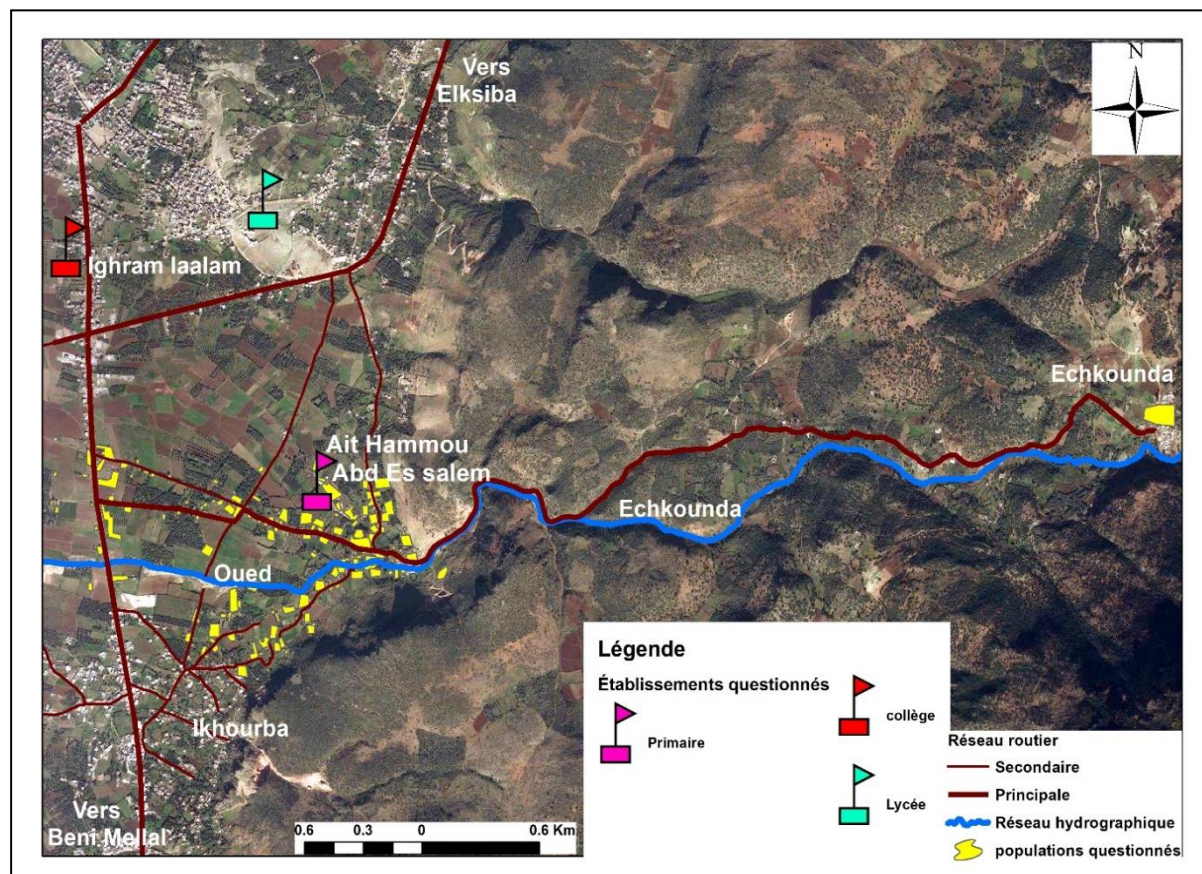 N
Vers
Elksiba
Ighram laalam
Echkounda
Ait Hammou
Abd Es salem
Echkounda
Oued
Ikhourba
Vers
Beni Mellal
0.6 0.3 0 0.6 Km
Légende
Établissements questionnés
Primaire
collège
Lycée
Réseau routier
Secondaire
Principale
Réseau hydrographique
populations questionnés